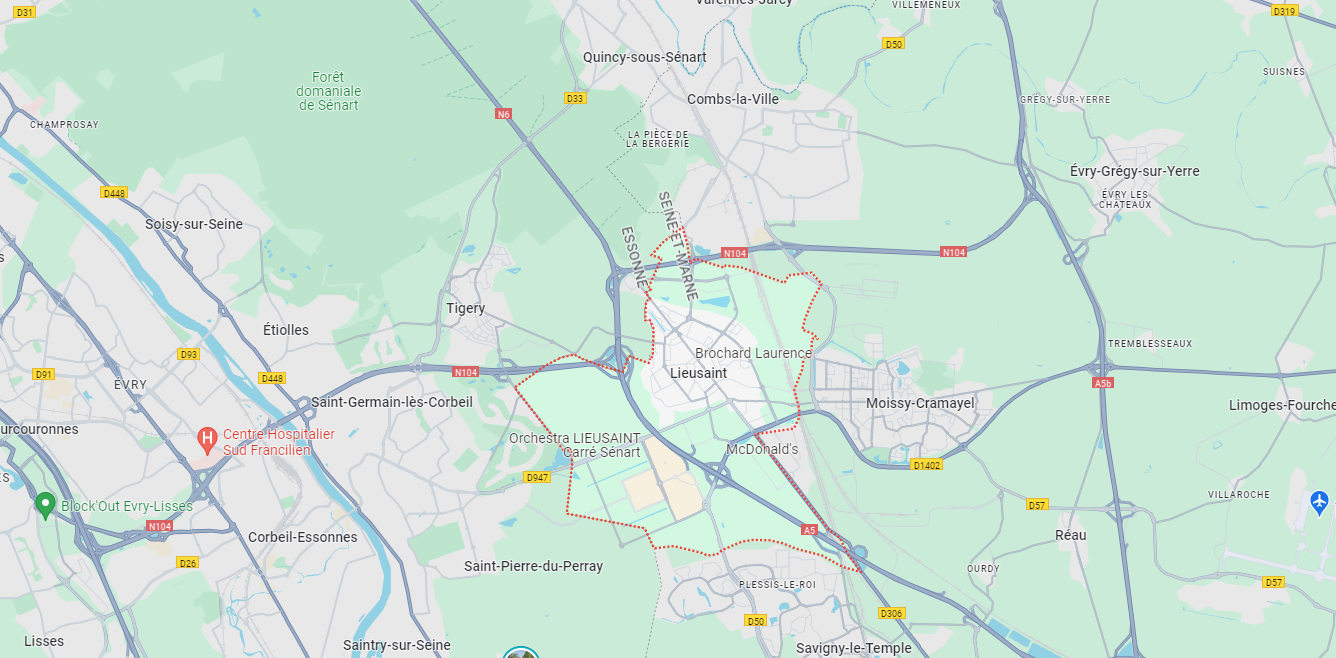 Varennes-Jarcy
VILLEMENEUX
D31
D319
D50
Quincy-sous-Sénart
SUISNES
Forêt
domaniale
de Sénart
D33
Combs-la-Ville
GRÉGY-SUR-YERRE
N6
CHAMPROSAY
LA PIÈCE DE
LA BERGERIE
Évry-Grégy-sur-Yerre
D448
ÉVRY LES
CHATEAUX
Soisy-sur-Seine
SEINE-ET-MARNE
ESSONNE
s
N104
N104
Tigery
Étiolles
TREMBLESSEAUX
D93
Brochard Laurence
N104
Lieusaint
D91
D448
ÉVRY
A5b
Saint-Germain-lès-Corbeil
Moissy-Cramayel
Limoges-Fourche
urcouronnes
Centre Hospitalier
Sud Francilien
Orchestra LIEUSAINT
Carré Sénart
McDonald's
D1402
ES
D947
VILLAROCHE
Block'Out Evry-Lisses
D57
N104
A5
Corbeil-Essonnes
Réau
D26
Saint-Pierre-du-Perray
OURDY
PLESSIS-LE-ROI
D57
D306
D50
Lisses
Saintry-sur-Seine
Savigny-le-Temple